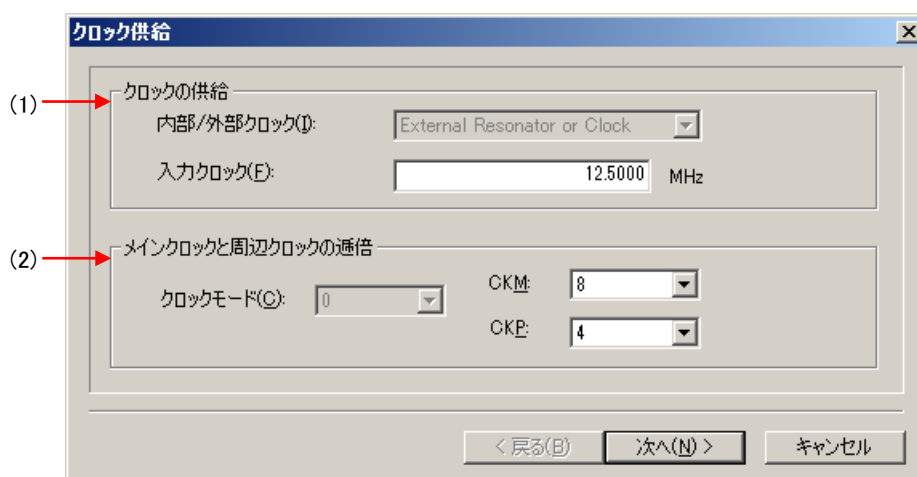 クロック供給
(1)
クロックの供給
内部/外部クロック(I):
External Resonator or Clock
入力クロック(F):
12.5000 MHz
(2)
メインクロックと周辺クロックの逓倍
クロックモード(C):
0
CKM:
8
CKP:
4
< 戻る(B)
次へ(N) >
キャンセル